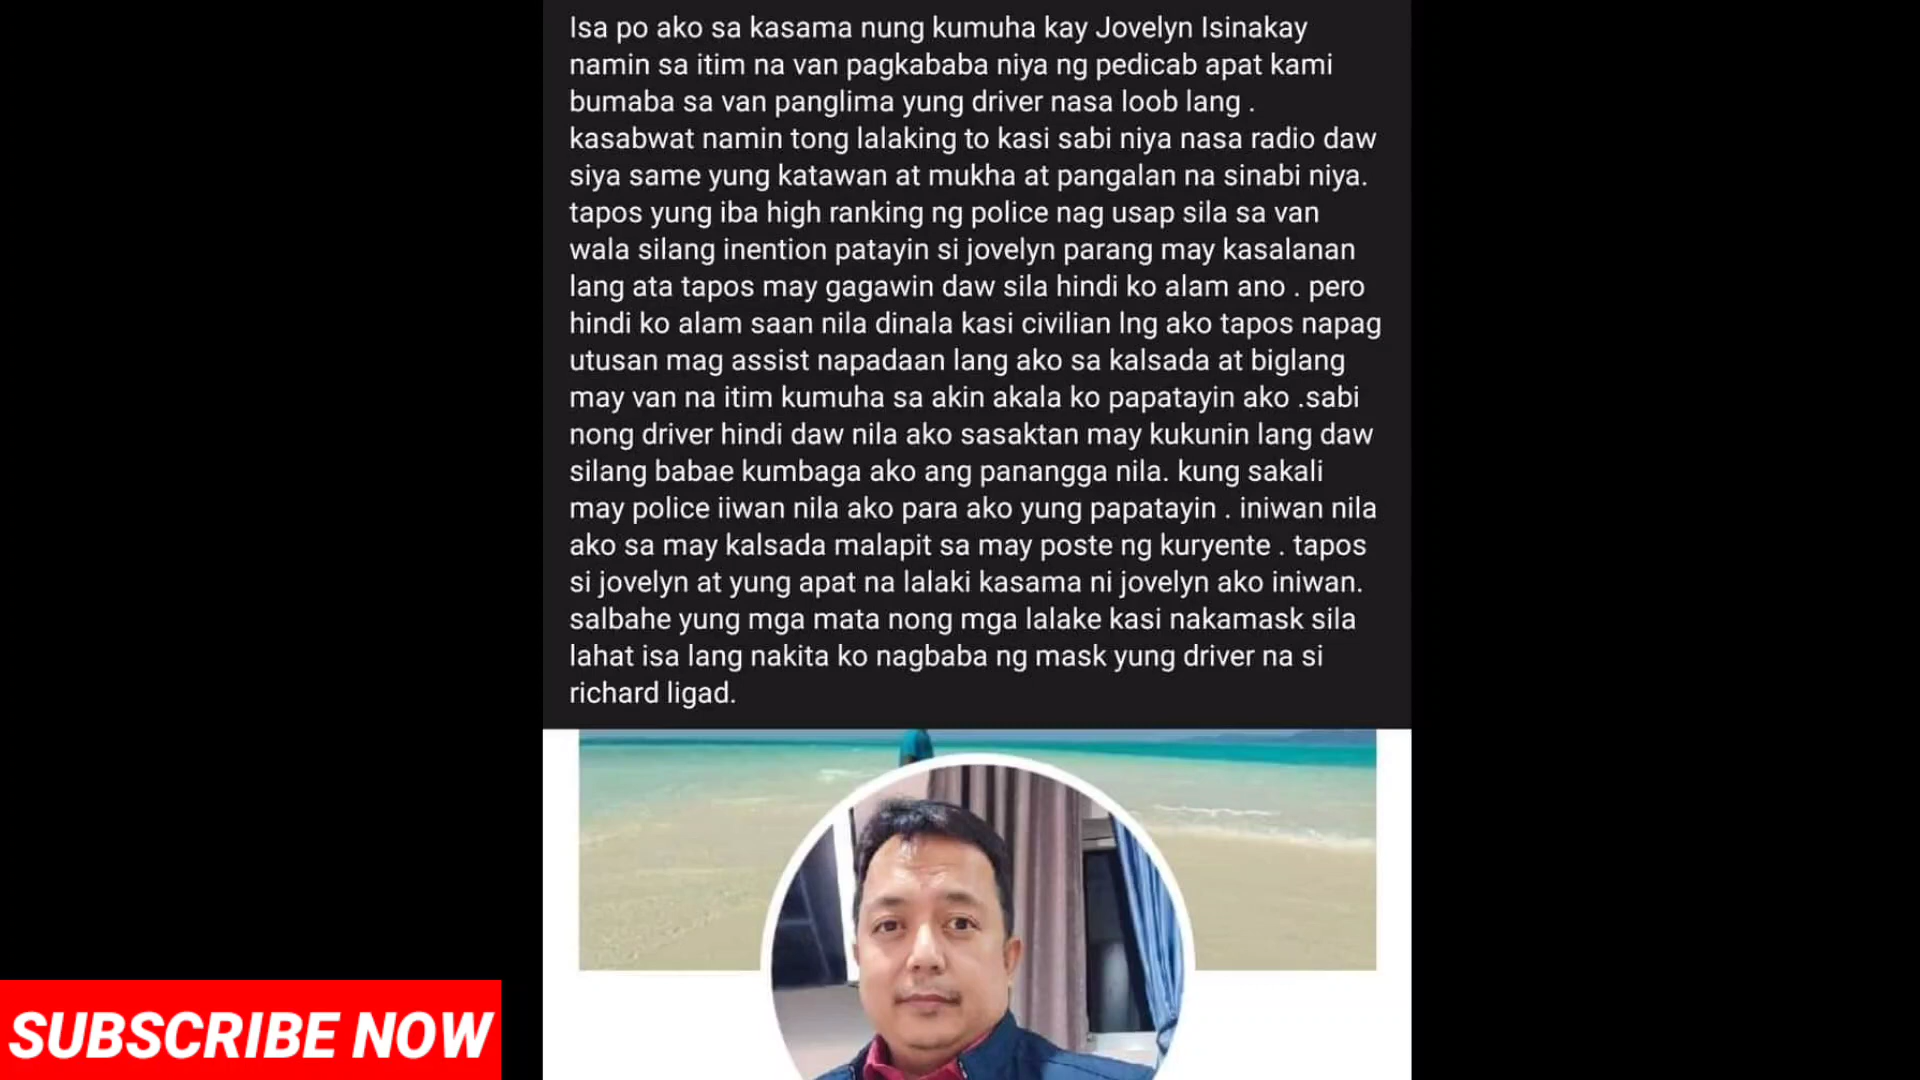 Isa po ako sa kasama nung kumuha kay Jovelyn Isinakay
namin sa itim na van pagkababa niya ng pedicab apat kami
bumaba sa van panglima yung driver nasa loob lang .
kasabwat namin tong lalaking to kasi sabi niya nasa radio daw
siya same yung katawan at mukha at pangalan na sinabi niya.
tapos yung iba high ranking ng police nag usap sila sa van
wala silang inention patayin si jovelyn parang may kasalanan
lang ata tapos may gagawin daw sila hindi ko alam ano . pero
hindi ko alam saan nila dinala kasi civilian lng ako tapos napag
utusan mag assist napadaan lang ako sa kalsada at biglang
may van na itim kumuha sa akin akala ko papatayin ako .sabi
nong driver hindi daw nila ako sasaktan may kukunin lang daw
silang babae kumbaga ako ang panangga nila. kung sakali
may police iiwan nila ako para ako yung papatayin . iniwan nila
ako sa may kalsada malapit sa may poste ng kuryente . tapos
si jovelyn at yung apat na lalaki kasama ni jovelyn ako iniwan.
salbahe yung mga mata nong mga lalake kasi nakamask sila
lahat isa lang nakita ko nagbaba ng mask yung driver na si
richard ligad.
SUBSCRIBE NOW